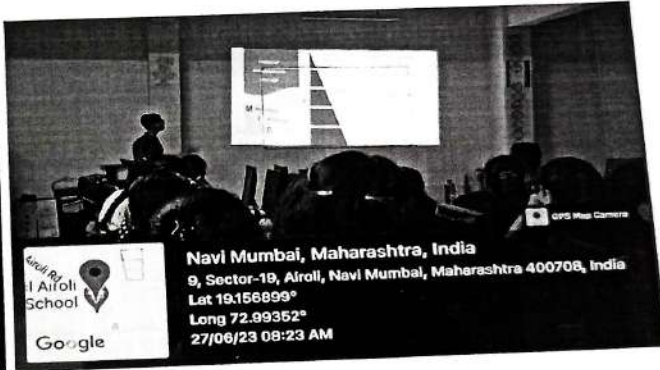 GPS Map Camera
Airoli Rd
l Airoli
School
Google
Navi Mumbai, Maharashtra, India
9, Sector-19, Airoli, Navi Mumbai, Maharashtra 400708, India
Lat 19.156899°
Long 72.99352°
27/06/23 08:23 AM